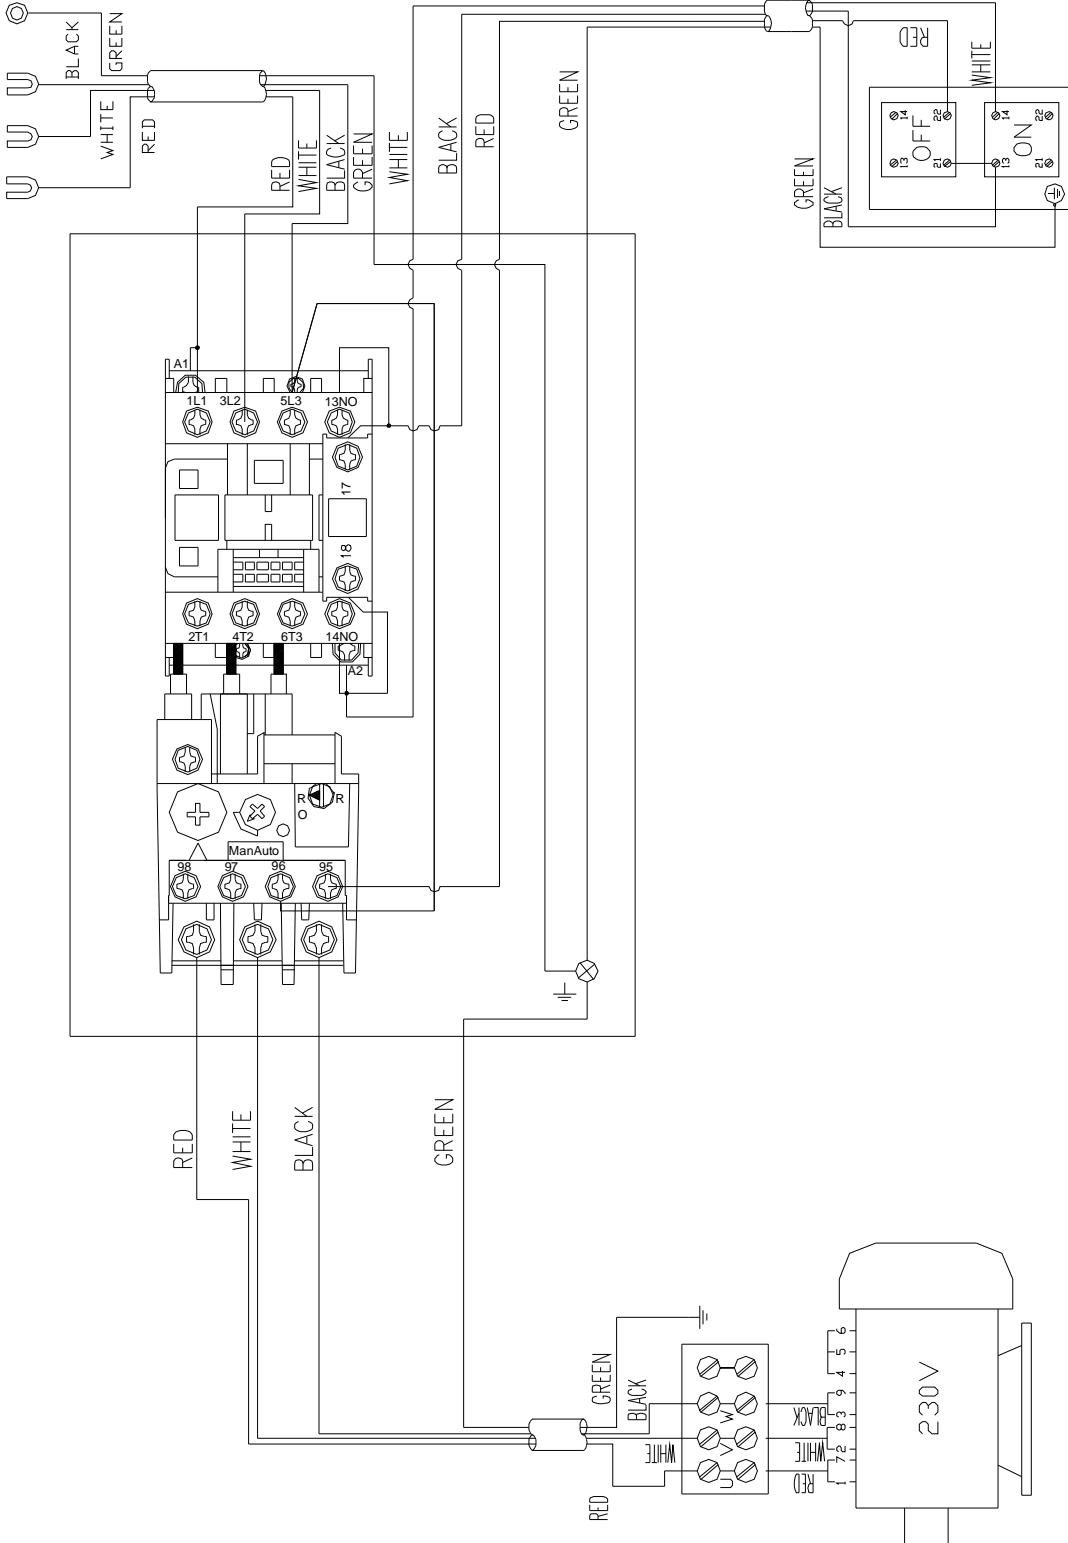 BLACK
GREEN
WHITE
RED
RED
WHITE
BLACK
GREEN
WHITE
BLACK
RED
GREEN
RED
WHITE
GREEN
BLACK
14
22
OFF
13
21
14
22
ON
13
21
A1
1L1 3L2 5L3 13NO
17
18
2T1 4T2 6T3 14NO
A2
R R
O
ManAuto
98 97 96 95
RED
WHITE
BLACK
GREEN
GREEN
BLACK
WHITE
RED
W
V
U
BLACK
WHITE
RED
6
5
4
9
3
8
2
7
1
230V